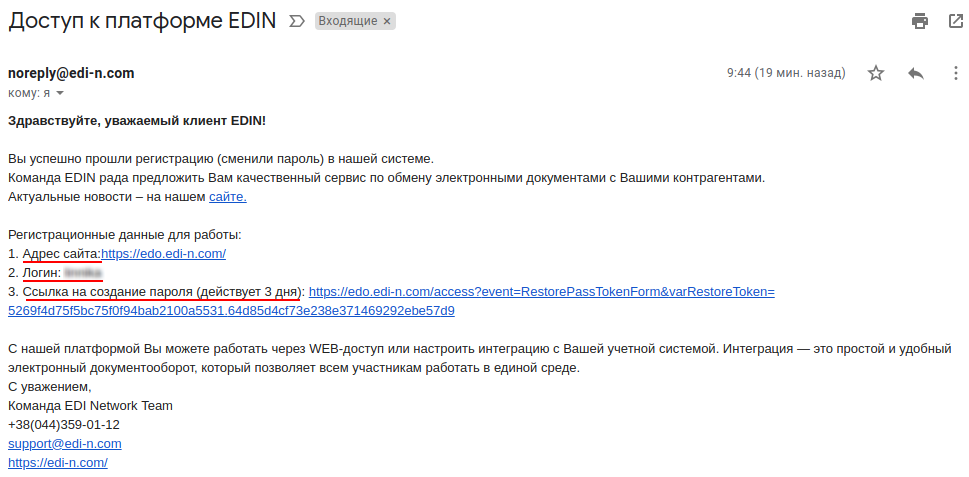 Доступ к платформе EDIN Входящие ×
noreply@edi-n.com 9:44 (19 мин. назад)
кому: я
Здравствуйте, уважаемый клиент EDIN!
Вы успешно прошли регистрацию (сменили пароль) в нашей системе.
Команда EDIN рада предложить Вам качественный сервис по обмену электронными документами с Вашими контрагентами.
Актуальные новости – на нашем сайте.
Регистрационные данные для работы:
1. Адрес сайта:https://edo.edi-n.com/
2. Логин:
3. Ссылка на создание пароля (действует 3 дня): https://edo.edi-n.com/access?event=RestorePassTokenForm&varRestoreToken=
5269f4d75f5bc75f0f94bab2100a5531.64d85d4cf73e238e371469292ebe57d9
С нашей платформой Вы можете работать через WEB-доступ или настроить интеграцию с Вашей учетной системой. Интеграция — это простой и удобный
электронный документооборот, который позволяет всем участникам работать в единой среде.
С уважением,
Команда EDI Network Team
+38(044)359-01-12
support@edi-n.com
https://edi-n.com/